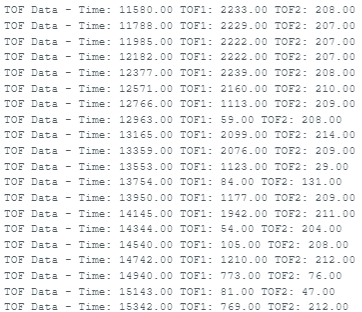 TOF Data - Time: 11580.00 TOF1: 2233.00 TOF2: 208.00
TOF Data - Time: 11788.00 TOF1: 2229.00 TOF2: 207.00
TOF Data - Time: 11985.00 TOF1: 2222.00 TOF2: 207.00
TOF Data - Time: 12182.00 TOF1: 2222.00 TOF2: 207.00
TOF Data - Time: 12377.00 TOF1: 2239.00 TOF2: 208.00
TOF Data - Time: 12571.00 TOF1: 2160.00 TOF2: 210.00
TOF Data - Time: 12766.00 TOF1: 1113.00 TOF2: 209.00
TOF Data - Time: 12963.00 TOF1: 59.00 TOF2: 208.00
TOF Data - Time: 13165.00 TOF1: 2099.00 TOF2: 214.00
TOF Data - Time: 13359.00 TOF1: 2076.00 TOF2: 209.00
TOF Data - Time: 13553.00 TOF1: 1123.00 TOF2: 29.00
TOF Data - Time: 13754.00 TOF1: 84.00 TOF2: 131.00
TOF Data - Time: 13950.00 TOF1: 1177.00 TOF2: 209.00
TOF Data - Time: 14145.00 TOF1: 1942.00 TOF2: 211.00
TOF Data - Time: 14344.00 TOF1: 54.00 TOF2: 204.00
TOF Data - Time: 14540.00 TOF1: 105.00 TOF2: 208.00
TOF Data - Time: 14742.00 TOF1: 1210.00 TOF2: 212.00
TOF Data - Time: 14940.00 TOF1: 773.00 TOF2: 76.00
TOF Data - Time: 15143.00 TOF1: 81.00 TOF2: 47.00
TOF Data - Time: 15342.00 TOF1: 769.00 TOF2: 212.00